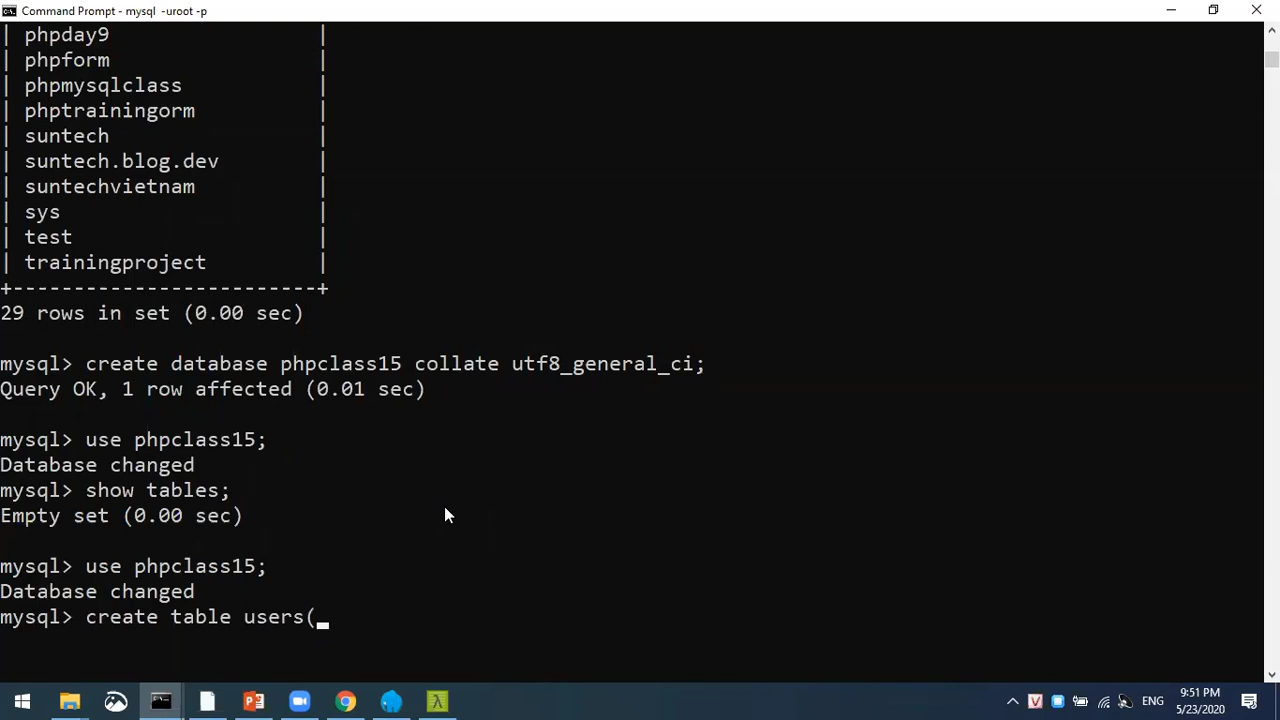 Command Prompt - mysql -uroot -p
| phpday9 |
| phpform |
| phpmysqlclass |
| phptrainingorm |
| suntech |
| suntech.blog.dev |
| suntechvietnam |
| sys |
| test |
| trainingproject |
+--------------------------+
29 rows in set (0.00 sec)
mysql> create database phpclass15 collate utf8_general_ci;
Query OK, 1 row affected (0.01 sec)
mysql> use phpclass15;
Database changed
mysql> show tables;
Empty set (0.00 sec)
mysql> use phpclass15;
Database changed
mysql> create table users(_
ENG
9:51 PM
5/23/2020